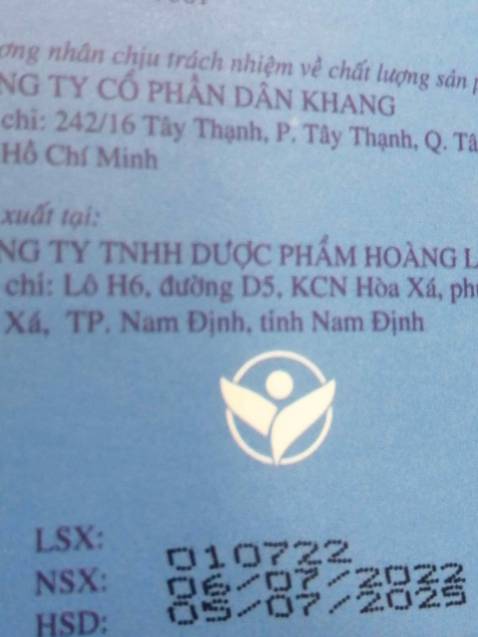 ơng nhân chịu trách nhiệm về chất lượng sản
NG TY CỔ PHẦN DÂN KHANG
chỉ: 242/16 Tây Thạnh, P. Tây Thạnh, Q. Tâ
Hồ Chí Minh
xuất tại:
NG TY TNHH DƯỢC PHẨM HOÀNG L
chỉ: Lô H6, đường D5, KCN Hòa Xá, ph
Xá, TP. Nam Định, tỉnh Nam Định
LSX: 010722
NSX: 06/07/2022
HSD: 05/07/2025